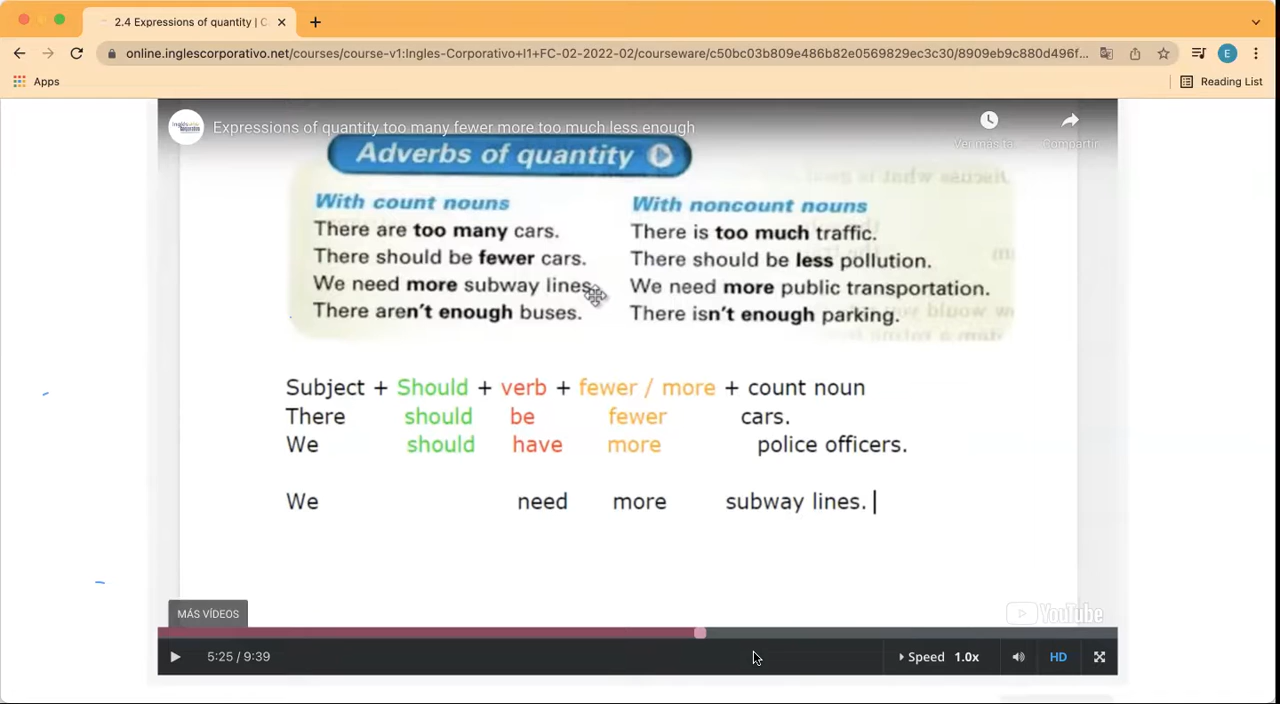 2.4 Expressions of quantity | C
online.inglescorporativo.net/courses/course-v1:Ingles-Corporativo+I1+FC-02-2022-02/courseware/c50bc03b809e486b82e0569829ec3c30/8909eb9c880d496f...
E
Apps
Reading List
Expressions of quantity too many fewer more too much less enough
Ver más ta...
Compartir
Adverbs of quantity
With count nouns
There are too many cars.
There should be fewer cars.
We need more subway lines.
There aren't enough buses.
With noncount nouns
There is too much traffic.
There should be less pollution.
We need more public transportation.
There isn't enough parking.
Subject + Should + verb + fewer / more + count noun
There should be fewer cars.
We should have more police officers.
We need more subway lines.
MÁS VÍDEOS
YouTube
5:25 / 9:39
Speed 1.0x
HD